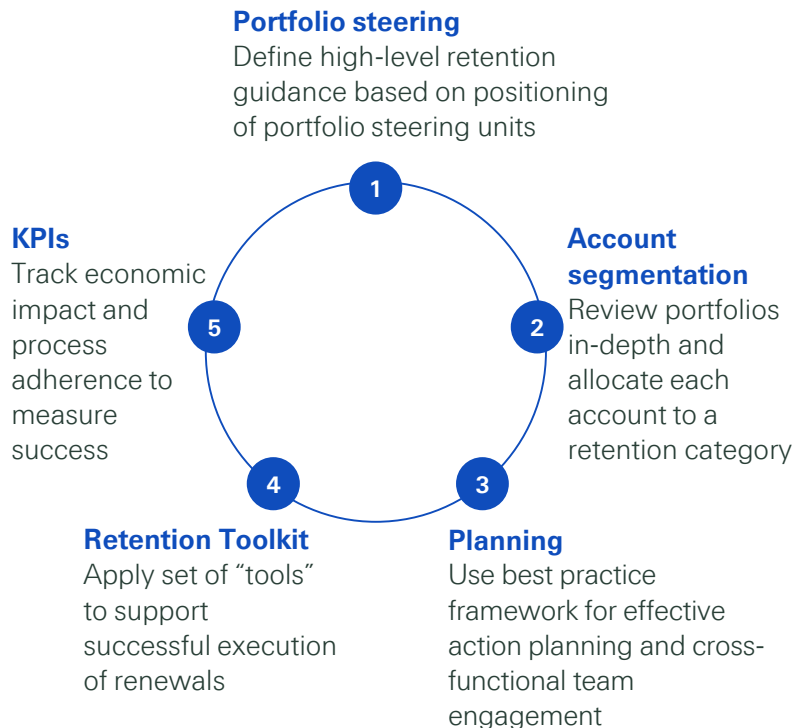 Portfolio steering
Define high-level retention
guidance based on positioning
of portfolio steering units
1
Account
segmentation
Review portfolios
in-depth and
allocate each
account to a
retention category
2
3
Planning
Use best practice
framework for effective
action planning and cross-
functional team
engagement
4
Retention Toolkit
Apply set of “tools”
to support
successful execution
of renewals
KPIs
Track economic
impact and
process
adherence to
measure
success
5